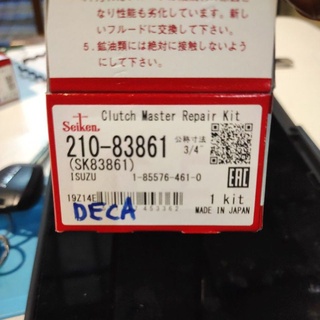 なり性能も劣化しています。新し
いフルードに交換して下さい。
5. 鉱油類には絶対に接触しないよう
にして下さい。
Seiken
Clutch Master Repair Kit
210-83861
公称寸法
3/4"
(SK83861)
ISUZU 1-85576-461-0
EAC
19Z14E
453362
DECA
1 kit
MADE IN JAPAN